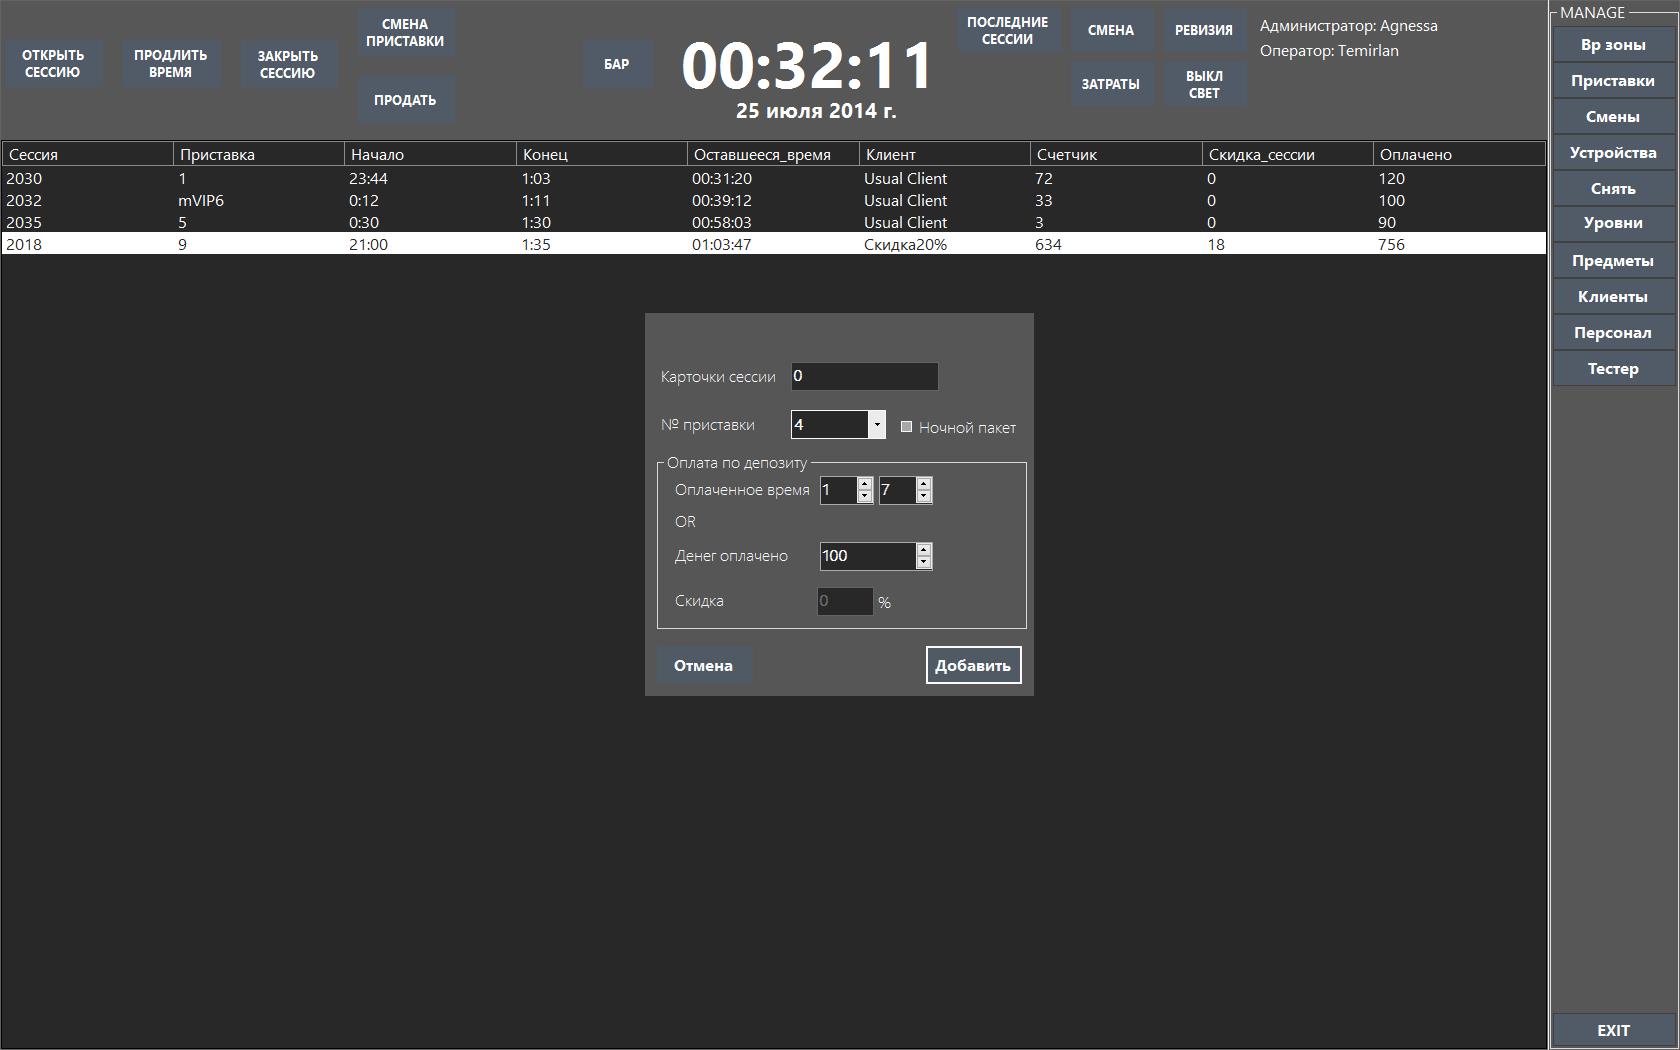 ОТКРЫТЬ
СЕССИЮ
ПРОДЛИТЬ
ВРЕМЯ
ЗАКРЫТЬ
СЕССИЮ
СМЕНА
ПРИСТАВКИ
ПРОДАТЬ
БАР
00:32:11
25 июля 2014 г.
ПОСЛЕДНИЕ
СЕССИИ
СМЕНА
РЕВИЗИЯ
ЗАТРАТЫ
ВЫКЛ
СВЕТ
Администратор: Agnessa
Оператор: Temirlan
MANAGE
Вр зоны
Приставки
Смены
Устройства
Снять
Уровни
Предметы
Клиенты
Персонал
Тестер
EXIT
Сессия Приставка Начало Конец Оставшееся_время Клиент Счетчик Скидка_сессии Оплачено
2030 1 23:44 1:03 00:31:20 Usual Client 72 0 120
2032 mVIP6 0:12 1:11 00:39:12 Usual Client 33 0 100
2035 5 0:30 1:30 00:58:03 Usual Client 3 0 90
2018 9 21:00 1:35 01:03:47 Скидка20% 634 18 756
Карточки сессии 0
№ приставки 4 Ночной пакет
Оплата по депозиту
Оплаченное время 1 7
OR
Денег оплачено 100
Скидка 0 %
Отмена Добавить